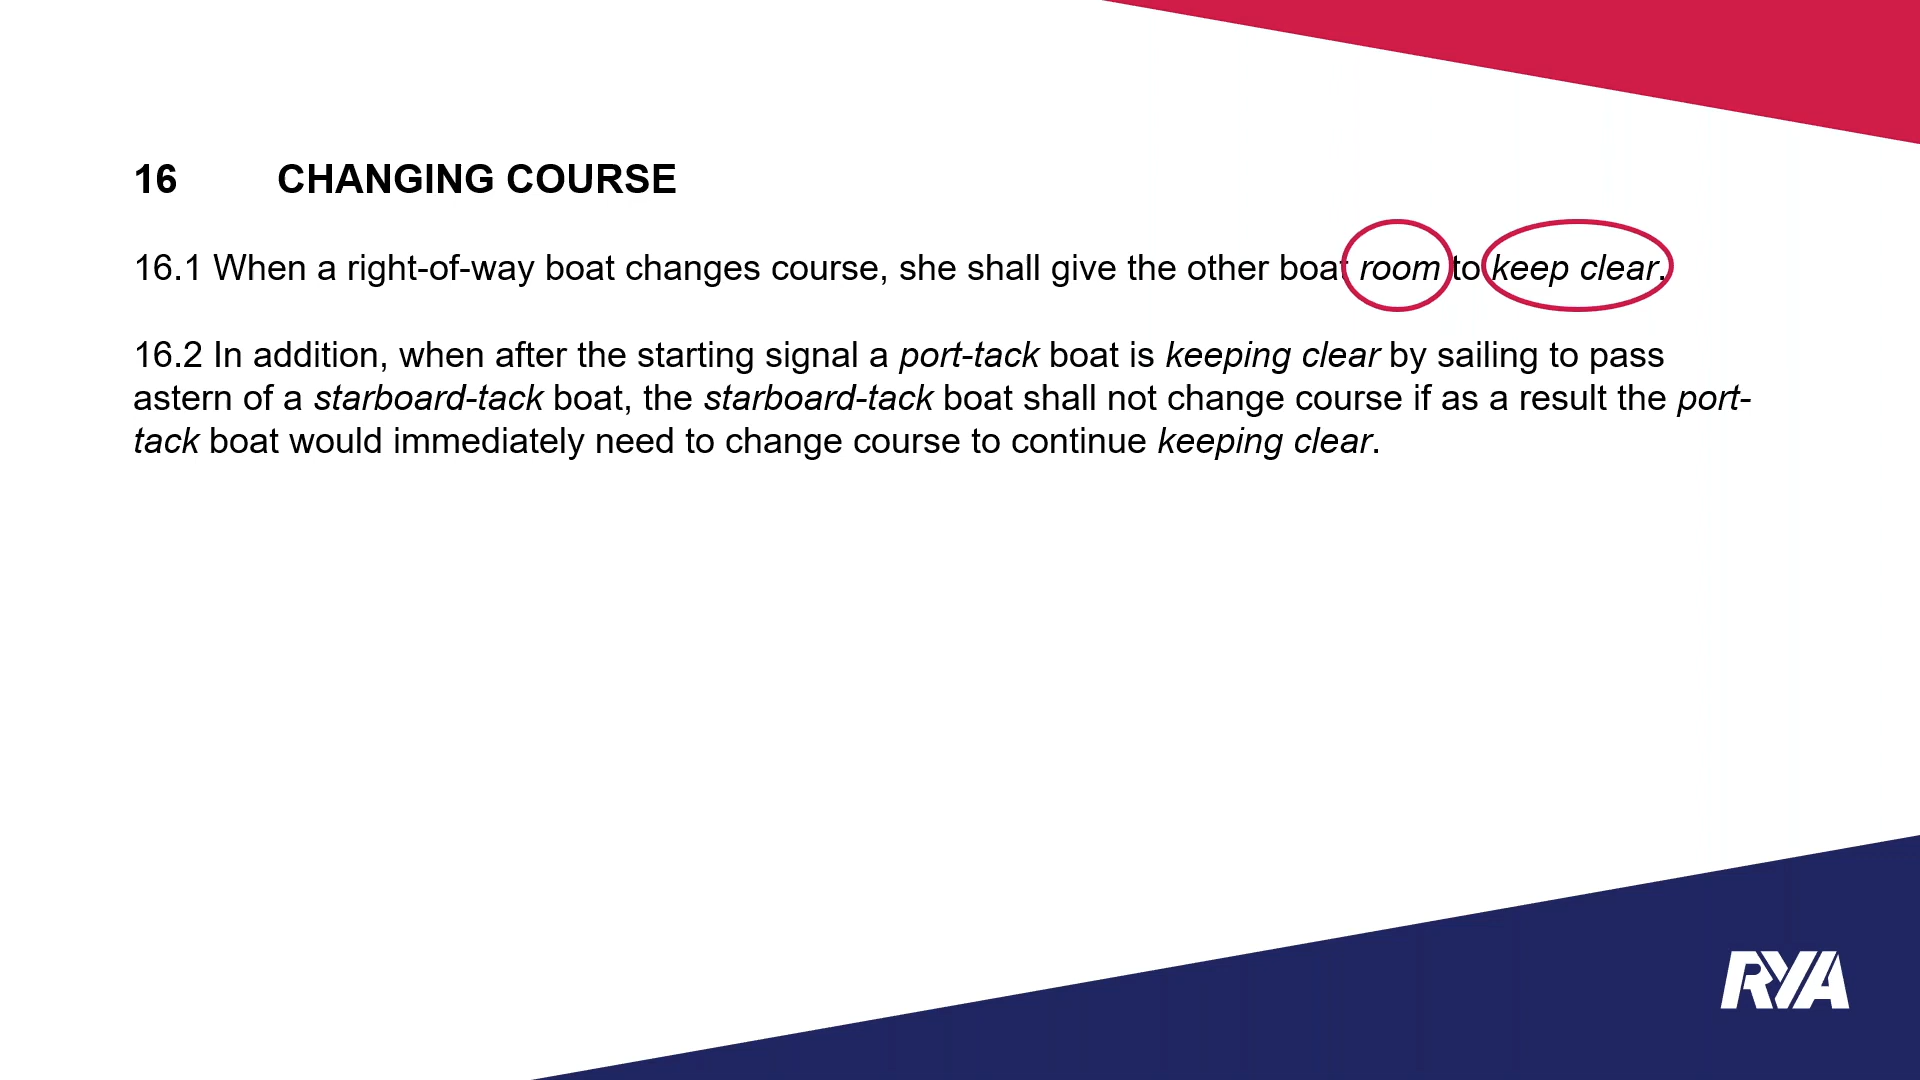 16 CHANGING COURSE
16.1 When a right-of-way boat changes course, she shall give the other boat room to keep clear.
16.2 In addition, when after the starting signal a port-tack boat is keeping clear by sailing to pass
astern of a starboard-tack boat, the starboard-tack boat shall not change course if as a result the port-
tack boat would immediately need to change course to continue keeping clear.
RYA